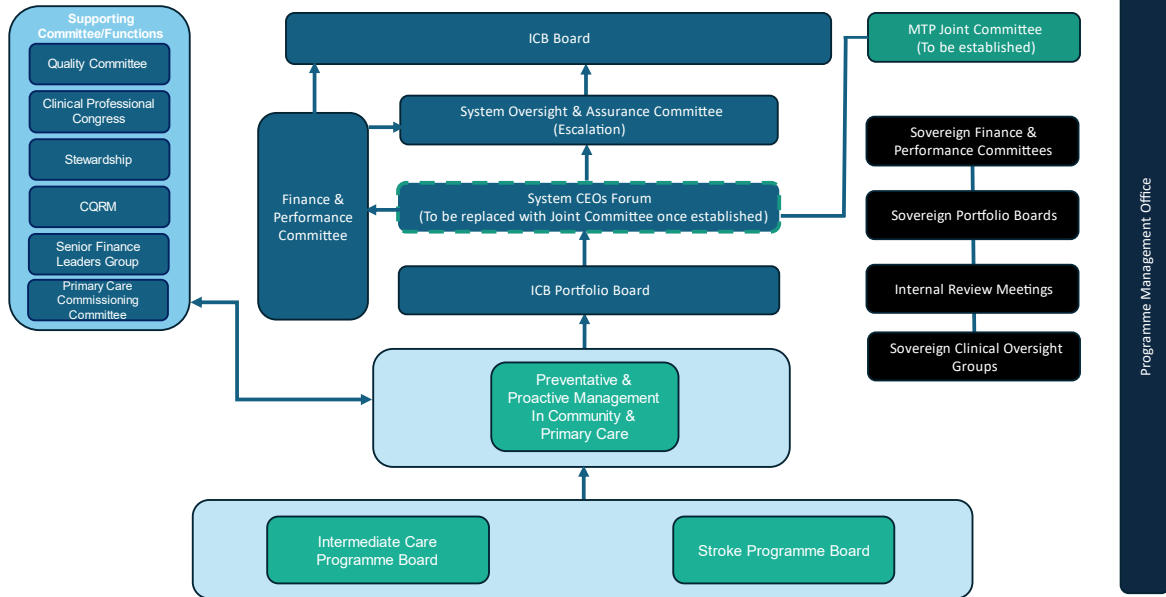 Supporting
Committee/Functions
Quality Committee
Clinical Professional
Congress
Stewardship
CQRM
Senior Finance
Leaders Group
Primary Care
Commissioning
Committee
ICB Board
System Oversight & Assurance Committee
(Escalation)
Finance &
Performance
Committee
System CEOs Forum
(To be replaced with Joint Committee once established)
ICB Portfolio Board
Preventative &
Proactive Management
In Community &
Primary Care
Intermediate Care
Programme Board
Stroke Programme Board
MTP Joint Committee
(To be established)
Sovereign Finance &
Performance Committees
Sovereign Portfolio Boards
Internal Review Meetings
Sovereign Clinical Oversight
Groups
Programme Management Office